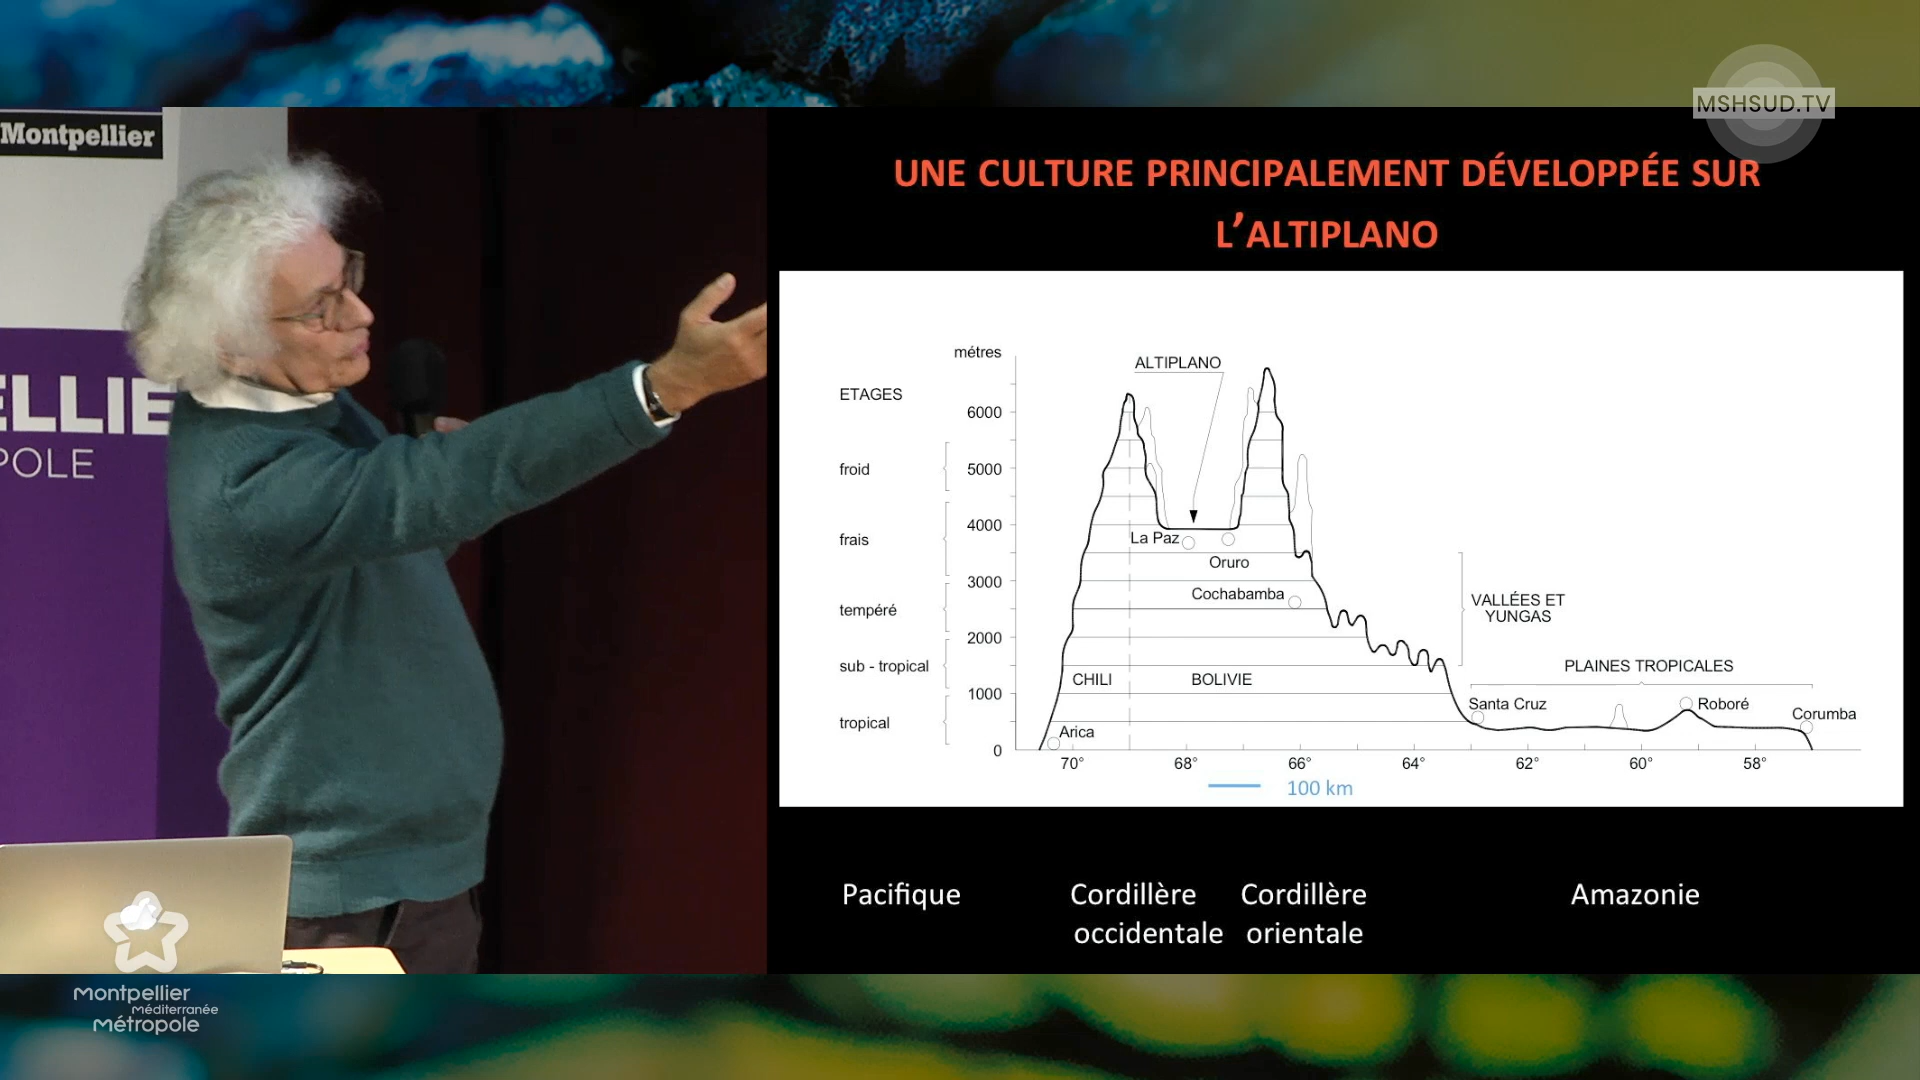 MSHSUD.TV
Montpellier
ELLIE
POLE
UNE CULTURE PRINCIPALEMENT DÉVELOPPÉE SUR
L'ALTIPLANO
métres
ALTIPLANO
ETAGES
6000
froid
5000
4000
frais
La Paz
Oruro
3000
Cochabamba
tempéré
VALLÉES ET
YUNGAS
2000
sub - tropical
PLAINES TROPICALES
CHILI
BOLIVIE
1000
Santa Cruz
Roboré
Corumba
tropical
Arica
0
70° 68° 66° 64° 62° 60° 58°
100 km
Pacifique
Cordillère
occidentale
Cordillère
orientale
Amazonie
montpellier
méditerranée
métropole